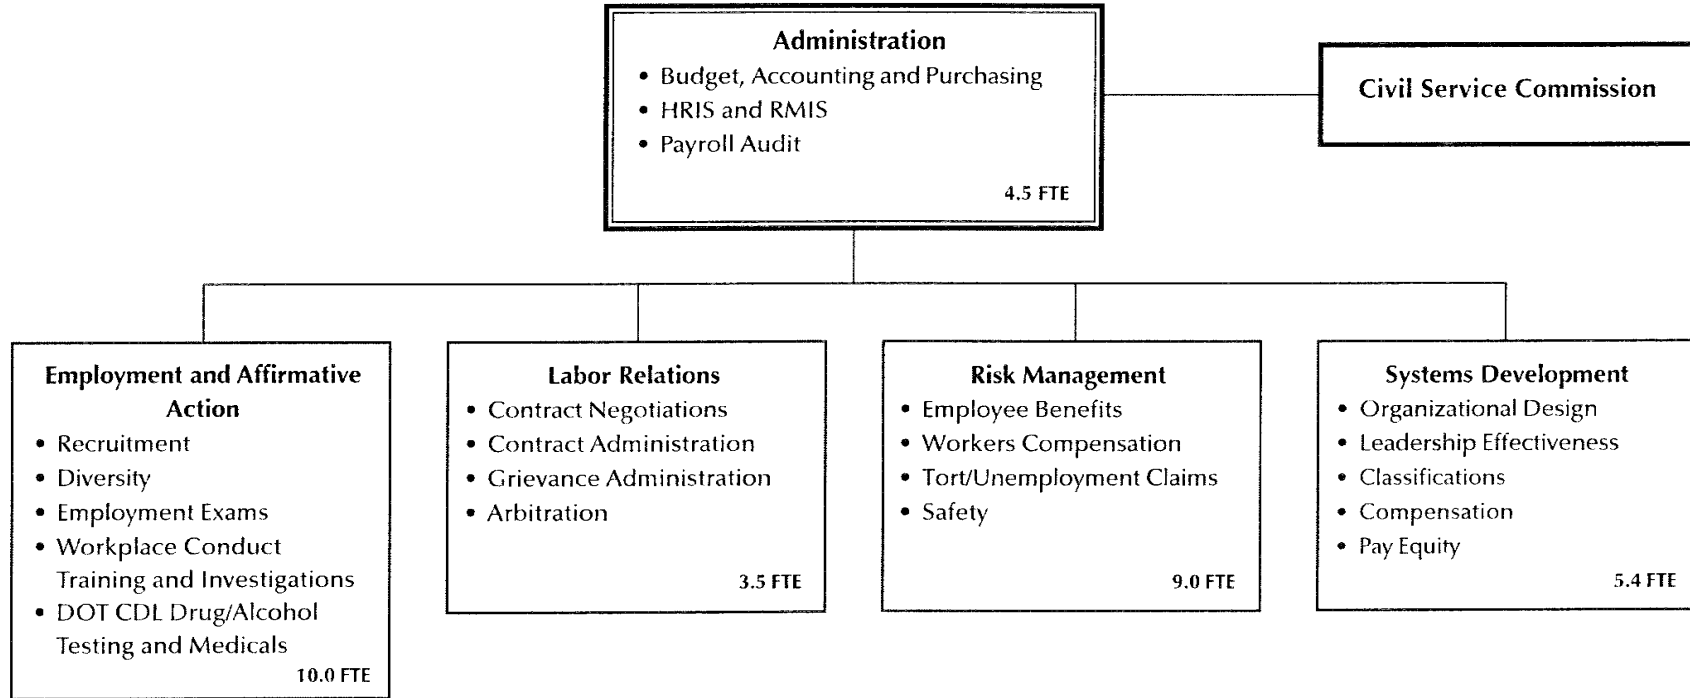 Administration
• Budget, Accounting and Purchasing
• HRIS and RMIS
• Payroll Audit
4.5 FTE
Civil Service Commission
Employment and Affirmative
Action
• Recruitment
• Diversity
• Employment Exams
• Workplace Conduct
Training and Investigations
• DOT CDL Drug/Alcohol
Testing and Medicals
10.0 FTE
Labor Relations
• Contract Negotiations
• Contract Administration
• Grievance Administration
• Arbitration
3.5 FTE
Risk Management
• Employee Benefits
• Workers Compensation
• Tort/Unemployment Claims
• Safety
9.0 FTE
Systems Development
• Organizational Design
• Leadership Effectiveness
• Classifications
• Compensation
• Pay Equity
5.4 FTE